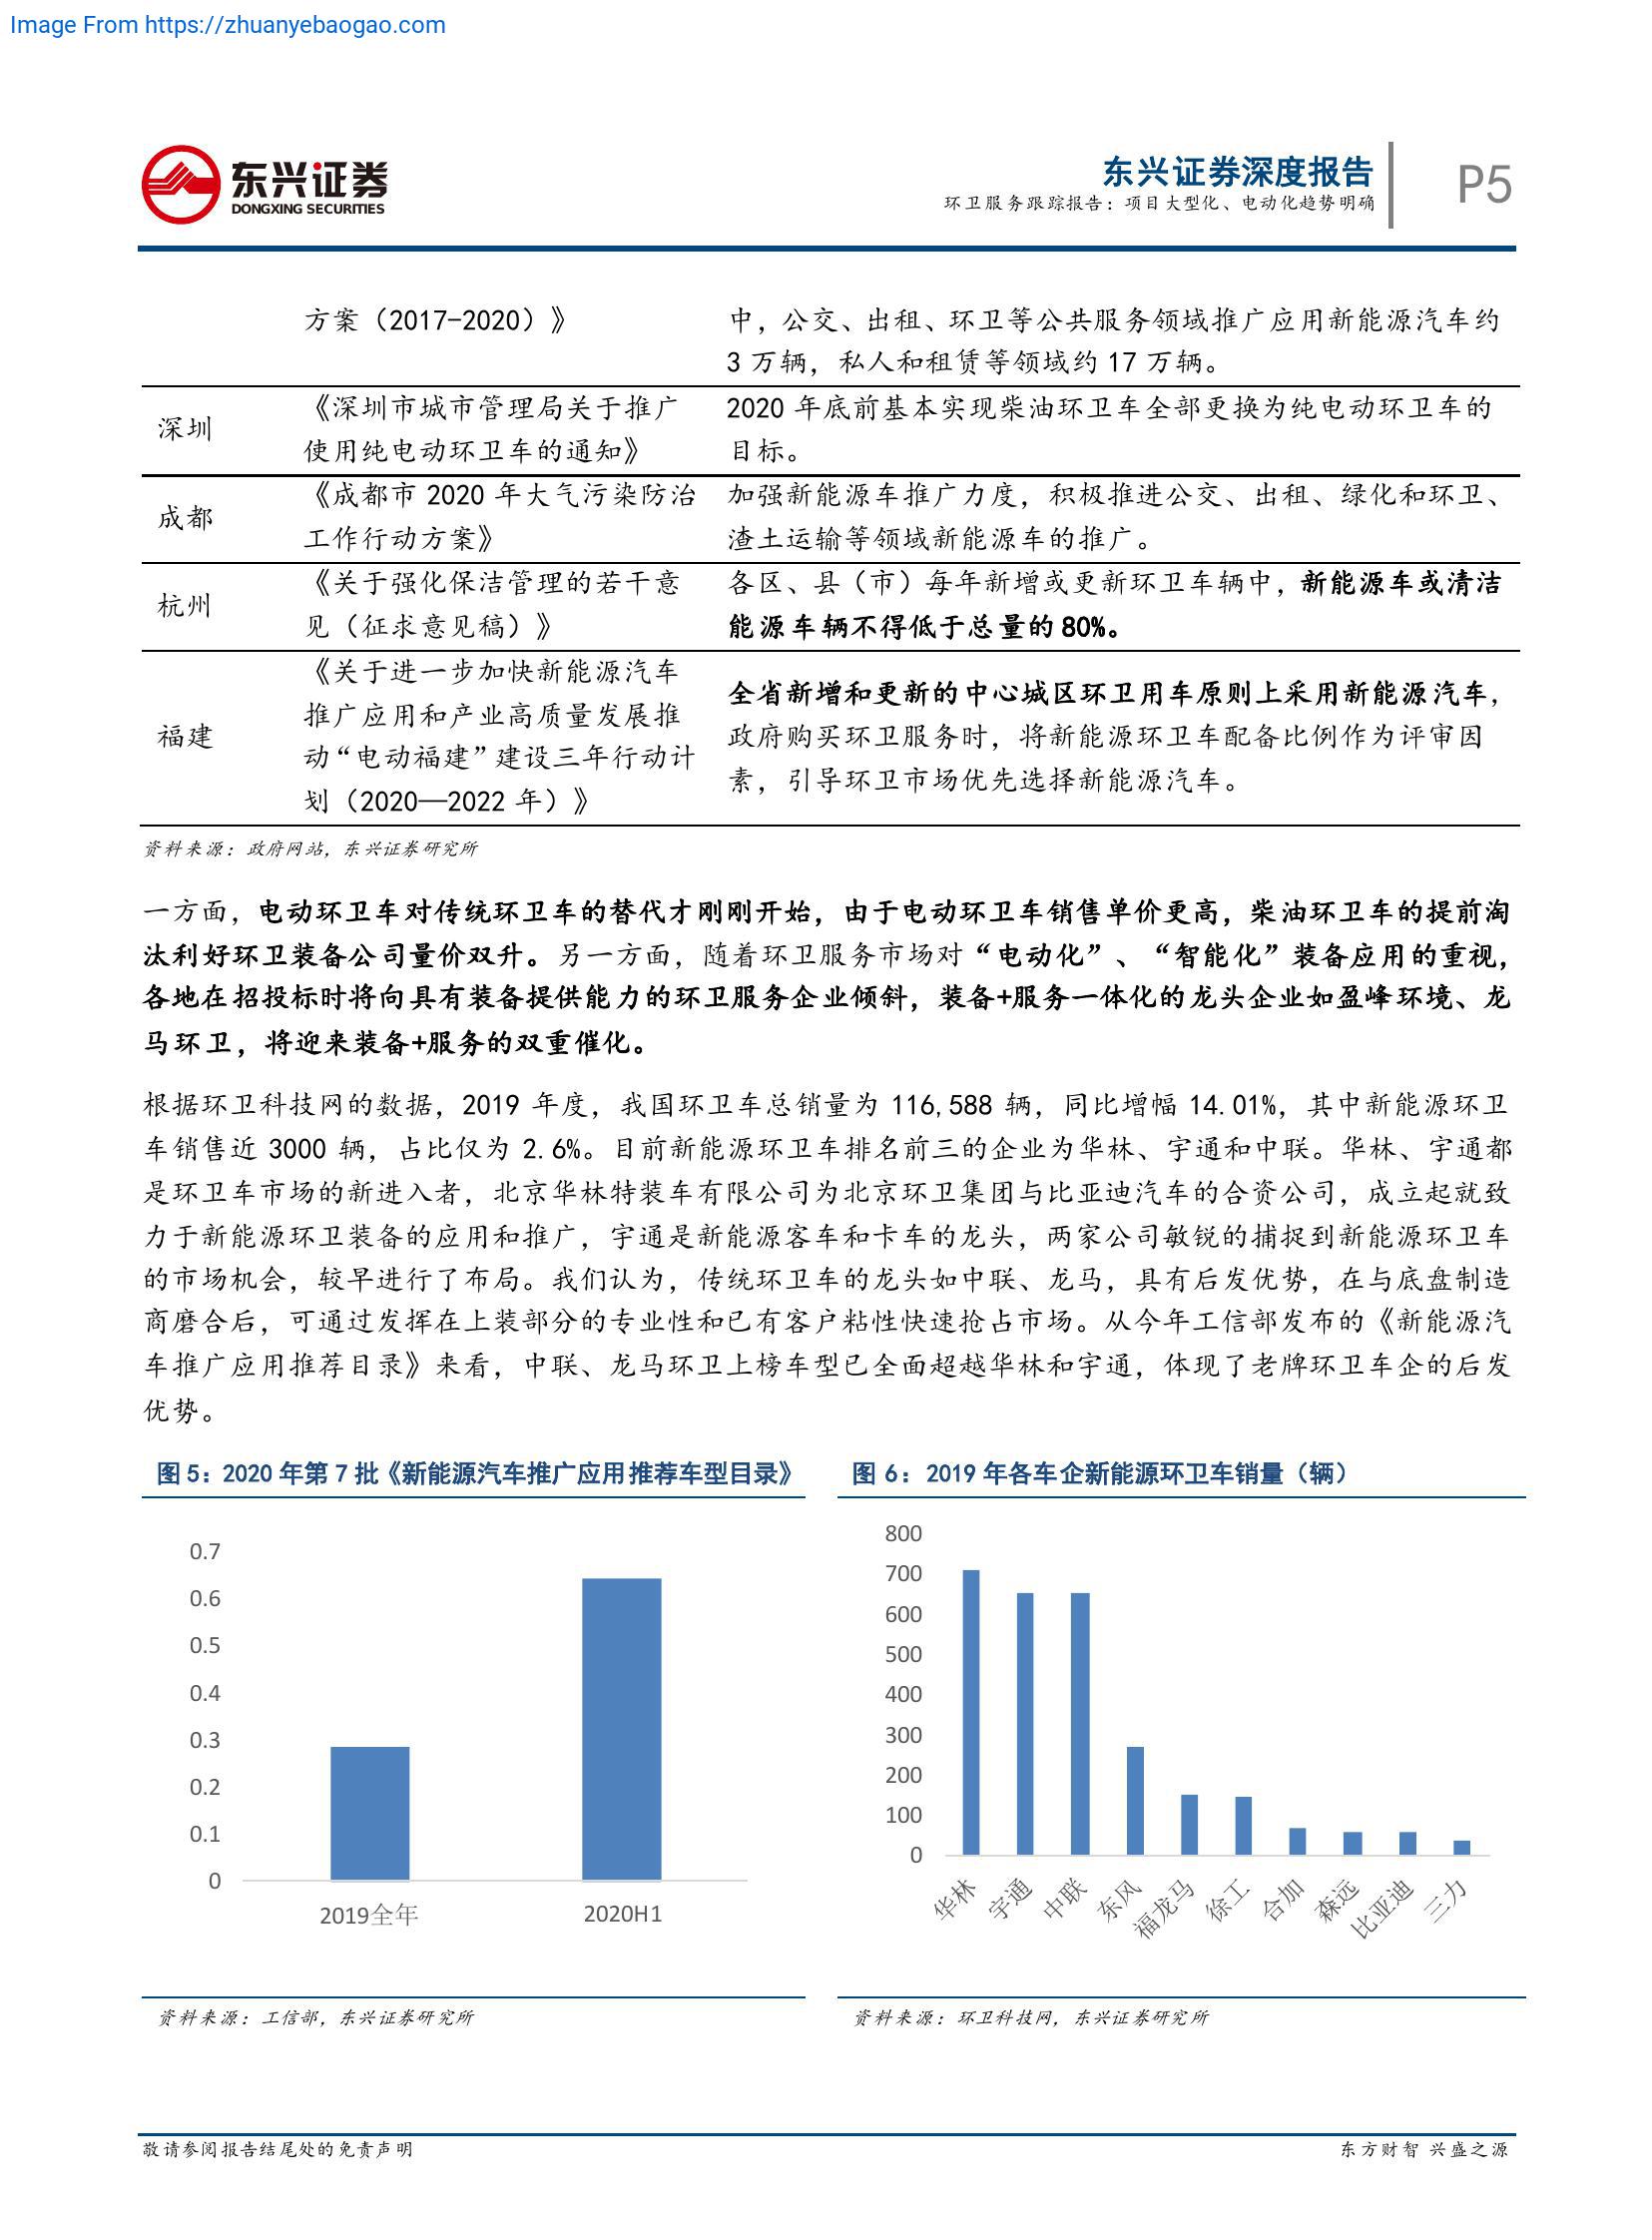 Image From https://zhuanyebaogao.com
东兴证券
DONGXING SECURITIES
东兴证券深度报告
环卫服务跟踪报告：项目大型化、电动化趋势明确
P5
方案（2017-2020）》
中，公交、出租、环卫等公共服务领域推广应用新能源汽车约
3 万辆，私人和租赁等领域约 17 万辆。
深圳
《深圳市城市管理局关于推广
使用纯电动环卫车的通知》
2020 年底前基本实现柴油环卫车全部更换为纯电动环卫车的
目标。
成都
《成都市 2020 年大气污染防治
工作行动方案》
加强新能源车推广力度，积极推进公交、出租、绿化和环卫、
渣土运输等领域新能源车的推广。
杭州
《关于强化保洁管理的若干意
见（征求意见稿）》
各区、县（市）每年新增或更新环卫车辆中，新能源车或清洁
能源车辆不得低于总量的 80%。
福建
《关于进一步加快新能源汽车
推广应用和产业高质量发展推
动“电动福建”建设三年行动计
划（2020—2022 年）》
全省新增和更新的中心城区环卫用车原则上采用新能源汽车，
政府购买环卫服务时，将新能源环卫车配备比例作为评审因
素，引导环卫市场优先选择新能源汽车。
资料来源：政府网站，东兴证券研究所
一方面，电动环卫车对传统环卫车的替代才刚刚开始，由于电动环卫车销售单价更高，柴油环卫车的提前淘
汰利好环卫装备公司量价双升。另一方面，随着环卫服务市场对“电动化”、“智能化”装备应用的重视，
各地在招投标时将向具有装备提供能力的环卫服务企业倾斜，装备+服务一体化的龙头企业如盈峰环境、龙
马环卫，将迎来装备+服务的双重催化。
根据环卫科技网的数据，2019 年度，我国环卫车总销量为 116,588 辆，同比增幅 14.01%，其中新能源环卫
车销售近 3000 辆，占比仅为 2.6%。目前新能源环卫车排名前三的企业为华林、宇通和中联。华林、宇通都
是环卫车市场的新进入者，北京华林特装车有限公司为北京环卫集团与比亚迪汽车的合资公司，成立起就致
力于新能源环卫装备的应用和推广，宇通是新能源客车和卡车的龙头，两家公司敏锐的捕捉到新能源环卫车
的市场机会，较早进行了布局。我们认为，传统环卫车的龙头如中联、龙马，具有后发优势，在与底盘制造
商磨合后，可通过发挥在上装部分的专业性和已有客户粘性快速抢占市场。从今年工信部发布的《新能源汽
车推广应用推荐目录》来看，中联、龙马环卫上榜车型已全面超越华林和宇通，体现了老牌环卫车企的后发
优势。
图 5：2020 年第 7 批《新能源汽车推广应用推荐车型目录》
0.7
0.6
0.5
0.4
0.3
0.2
0.1
0
2019全年
2020H1
资料来源：工信部，东兴证券研究所
图 6：2019 年各车企新能源环卫车销量（辆）
800
700
600
500
400
300
200
100
0
华林
宇通
中联
东风
福龙马
徐工
合加
森远
比亚迪
三力
资料来源：环卫科技网，东兴证券研究所
敬请参阅报告结尾处的免责声明
东方财智 兴盛之源